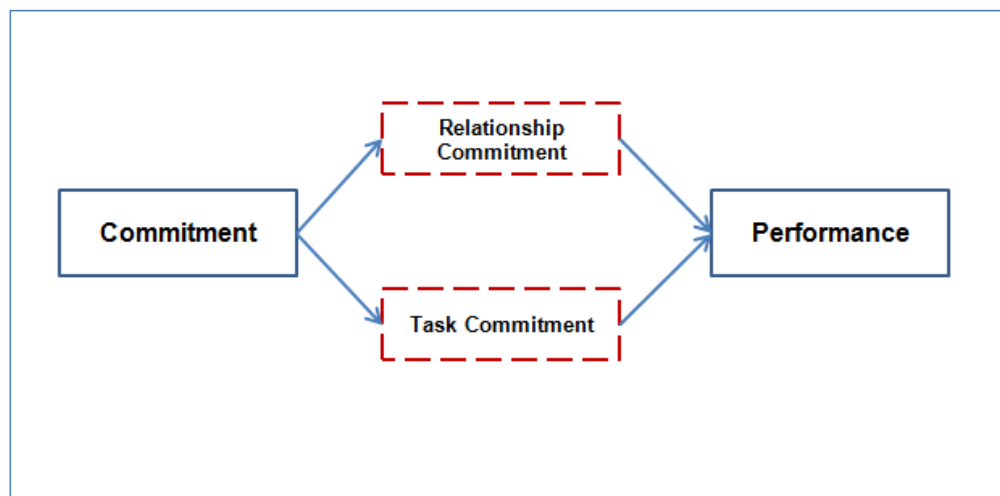 Relationship
Commitment
Commitment
Performance
Task Commitment